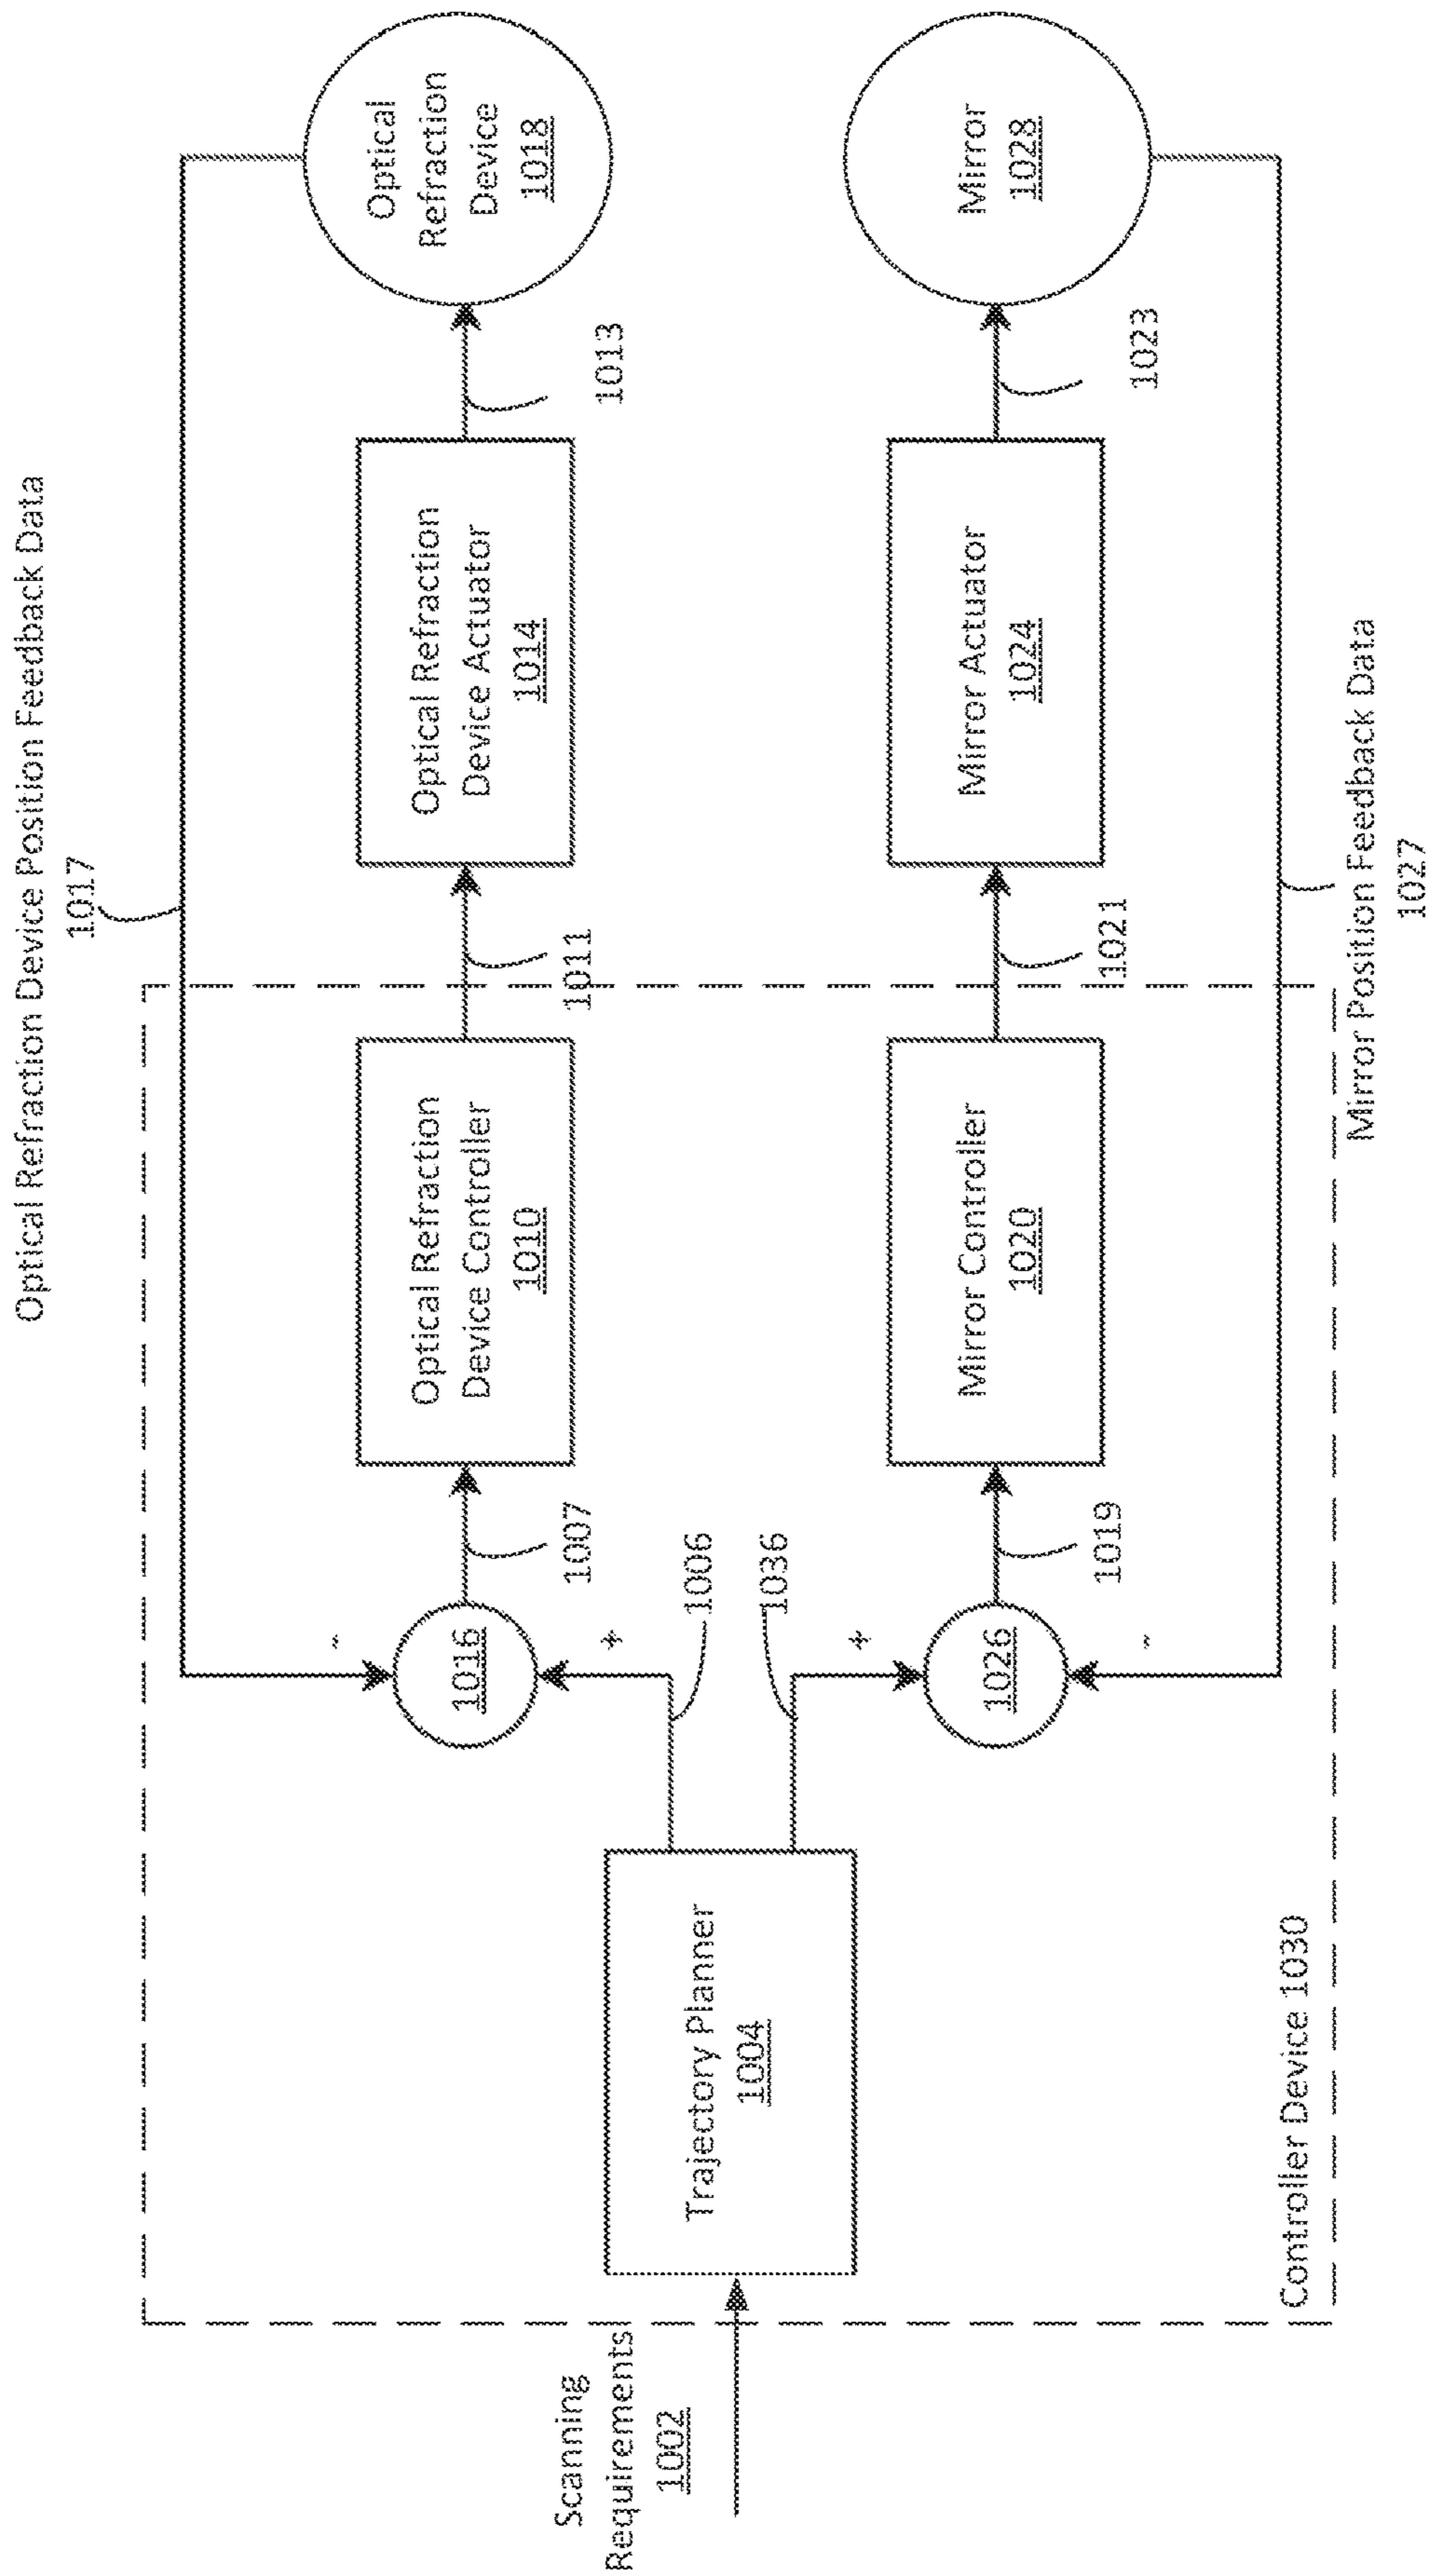 Optical Refraction Device Position Feedback Data
1017
Scanning
Requirements
1002
Trajectory Planner
1004
1006
1036
-
1016
+
+
1026
-
1007
1019
Optical Refraction
Device Controller
1010
Mirror Controller
1020
1011
1021
Optical Refraction
Device Actuator
1014
Mirror Actuator
1024
1013
1023
Optical
Refraction
Device
1018
Mirror
1028
Controller Device 1030
Mirror Position Feedback Data
1027